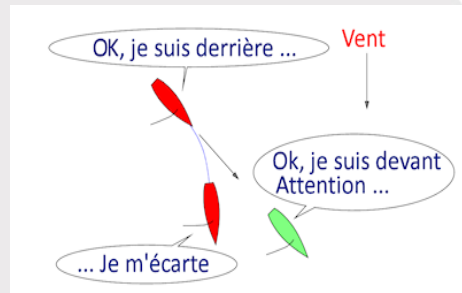 OK, je suis derrière ...
Vent
Ok, je suis devant
Attention ...
... Je m'écarte